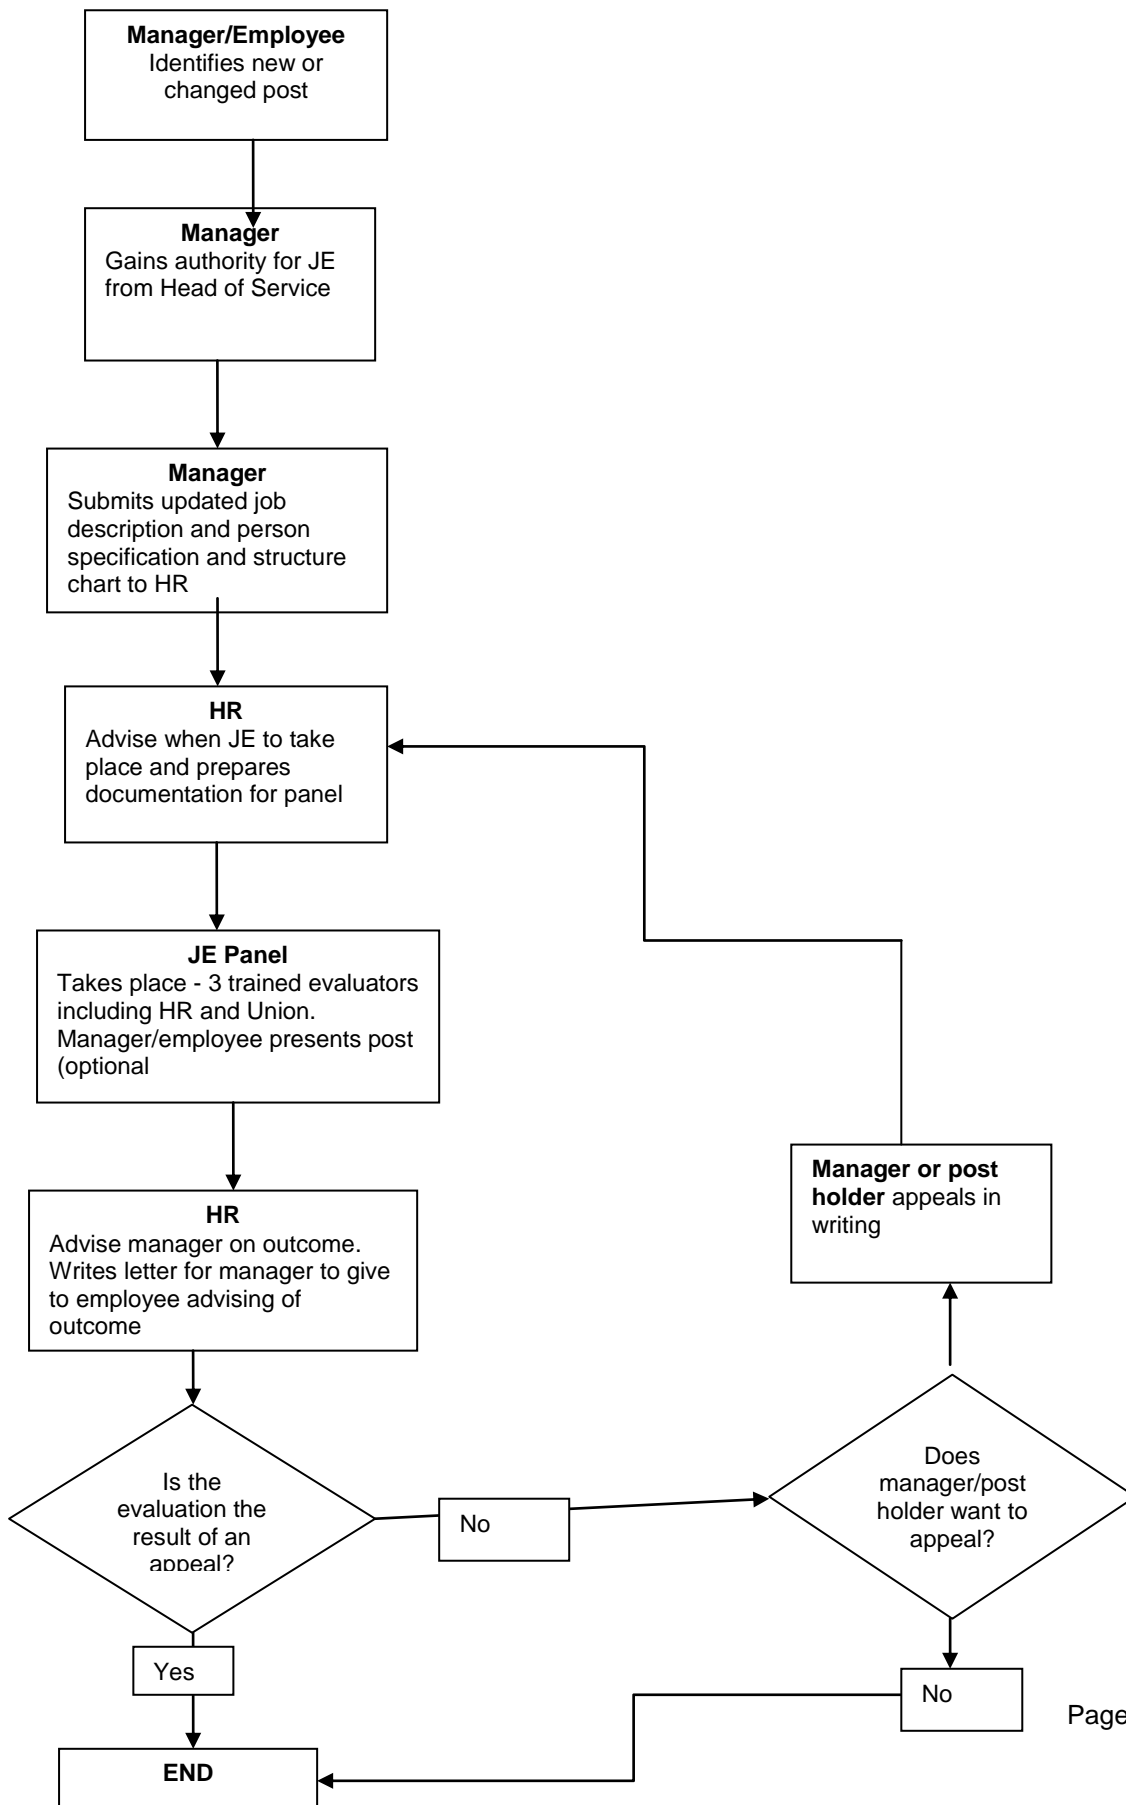 Manager/Employee
Identifies new or
changed post
Manager
Gains authority for JE
from Head of Service
Manager
Submits updated job
description and person
specification and structure
chart to HR
HR
Advise when JE to take
place and prepares
documentation for panel
JE Panel
Takes place - 3 trained evaluators
including HR and Union.
Manager/employee presents post
(optional
Manager or post
holder appeals in
writing
HR
Advise manager on outcome.
Writes letter for manager to give
to employee advising of
outcome
Is the
evaluation the
result of an
appeal?
No
Does
manager/post
holder want to
appeal?
Yes
No
Page
END